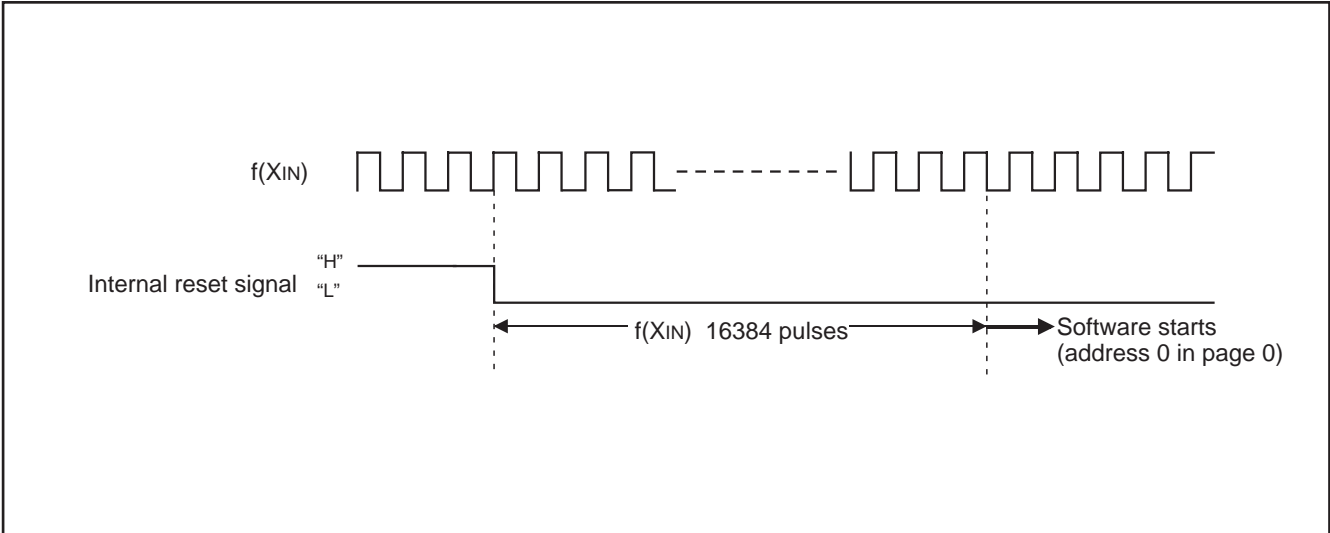 f(XIN)
Internal reset signal
“H”
“L”
f(XIN) 16384 pulses
Software starts
(address 0 in page 0)